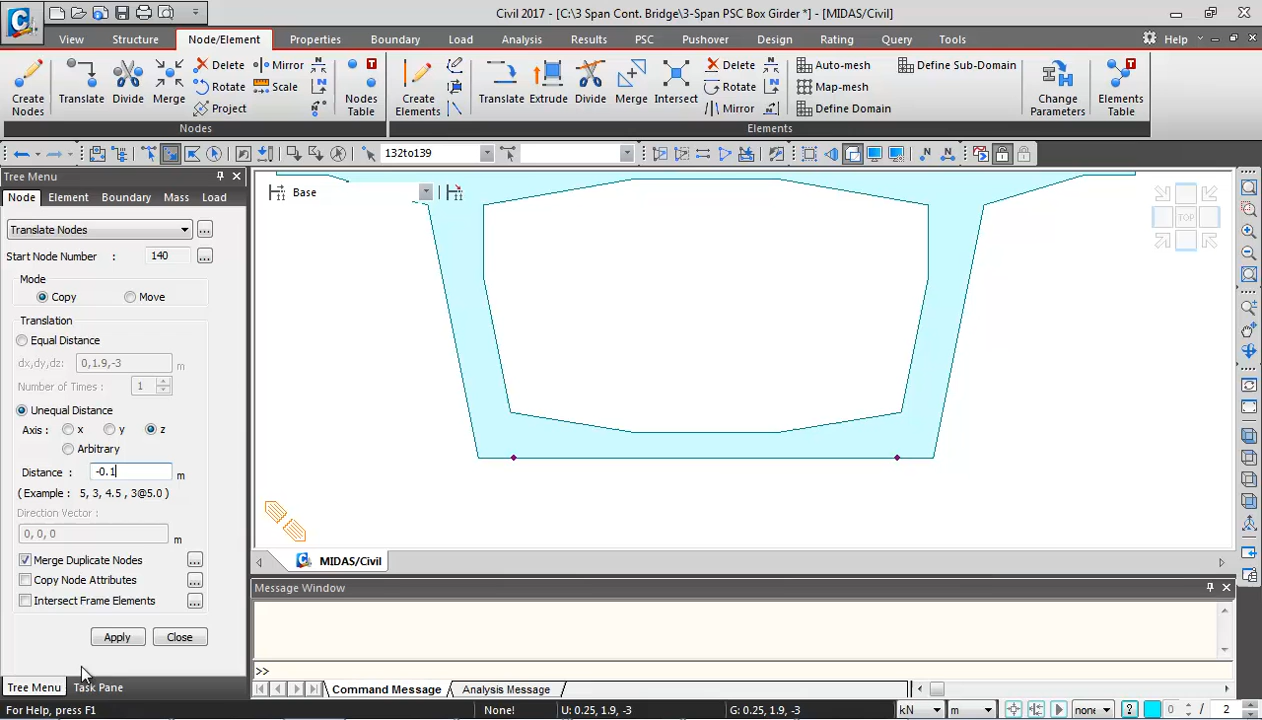 Civil 2017 - [C:\3 Span Cont. Bridge\3-Span PSC Box Girder *] - [MIDAS/Civil]
View Structure Node/Element Properties Boundary Load Analysis Results PSC Pushover Design Rating Query Tools Help
Create Nodes Translate Divide Merge Delete Rotate Project Mirror Scale Nodes Table
Create Elements Translate Extrude Divide Merge Intersect Delete Rotate Mirror Auto-mesh Map-mesh Define Domain Define Sub-Domain Change Parameters Elements Table
Nodes Elements
132to139
Tree Menu
Node Element Boundary Mass Load
Base
TOP
Translate Nodes ...
Start Node Number : 140 ...
Mode
Copy Move
Translation
Equal Distance
dx,dy,dz: 0,1.9,-3 m
Number of Times : 1
Unequal Distance
Axis : x y z
Arbitrary
Distance : -0.1 m
( Example : 5, 3, 4.5 , 3@5.0 )
Direction Vector :
0, 0, 0 m
Merge Duplicate Nodes ...
Copy Node Attributes ...
Intersect Frame Elements ...
Apply Close
MIDAS/Civil
Message Window
>>
Tree Menu Task Pane
Command Message Analysis Message
For Help, press F1 None! U: 0.25, 1.9, -3 G: 0.25, 1.9, -3 kN m none ? 0 / 2